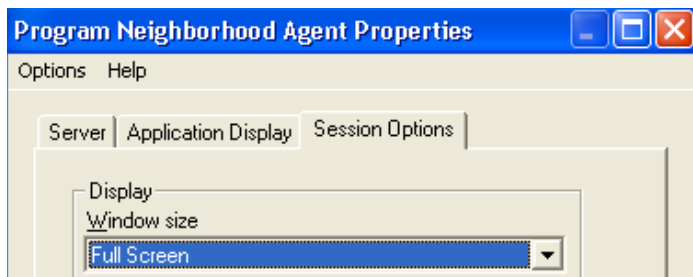 Program Neighborhood Agent Properties
Options Help
Server Application Display Session Options
Display
Window size
Full Screen